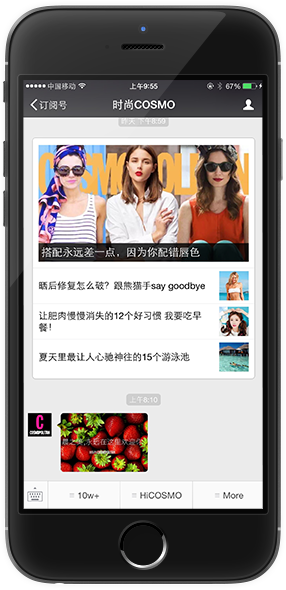 中国移动 上午9:55 67%
订阅号 时尚COSMO
昨天 下午8:59
COSMOPOLITAN
搭配永远差一点，因为你配错唇色
晒后修复怎么破？跟熊猫手say goodbye
让肥肉慢慢消失的12个好习惯 我要吃早
餐！
夏天里最让人心驰神往的15个游泳池
上午8:10
C
COSMOPOLITAN
10w+ HiCOSMO More